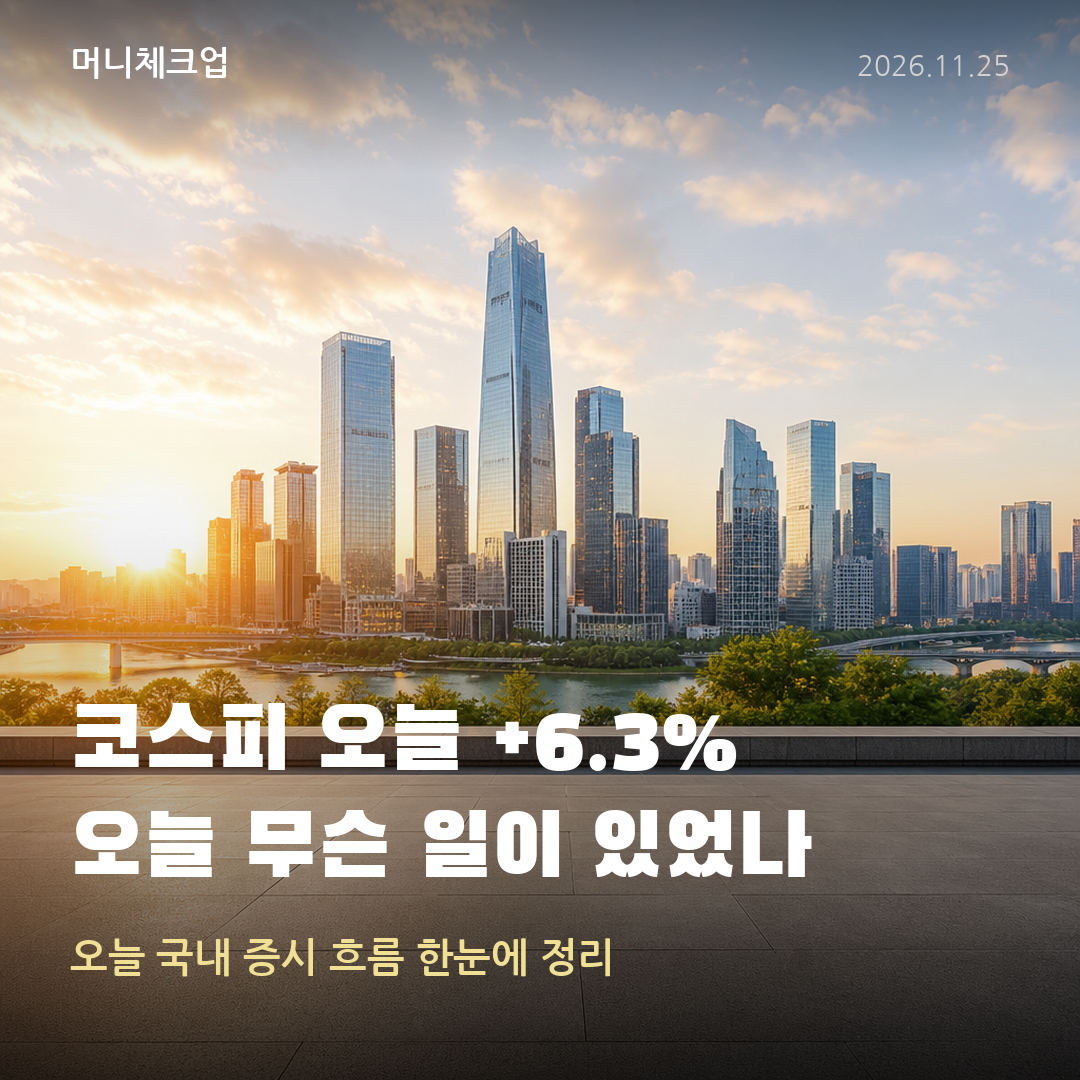 머니체크업
2026.11.25
코스피 오늘 +6.3%
오늘 무슨 일이 있었나
오늘 국내 증시 흐름 한눈에 정리